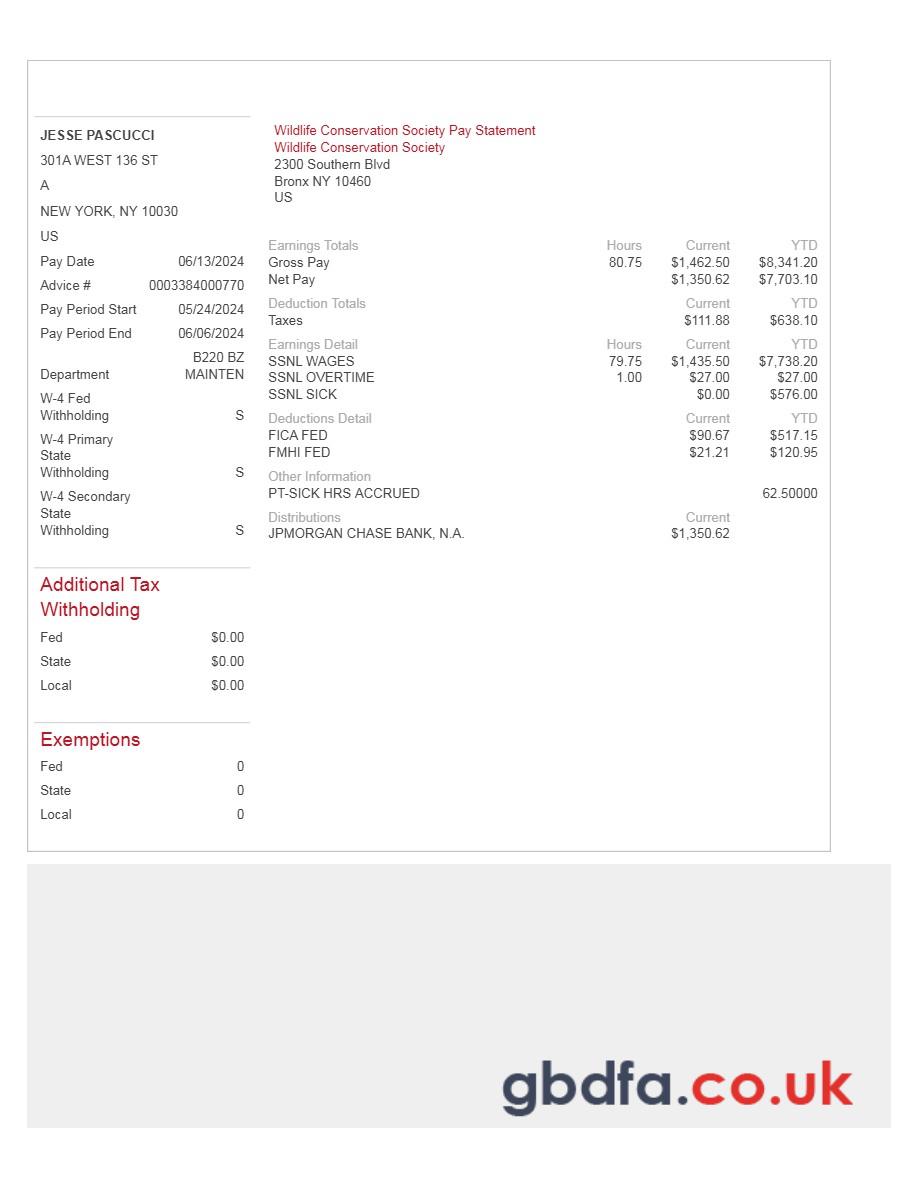 JESSE PASCUCCI
301A WEST 136 ST
A
NEW YORK, NY 10030
US
Pay Date 06/13/2024
Advice # 0003384000770
Pay Period Start 05/24/2024
Pay Period End 06/06/2024
B220 BZ
Department MAINTEN
W-4 Fed
Withholding S
W-4 Primary
State
Withholding S
W-4 Secondary
State
Withholding S
Additional Tax
Withholding
Fed $0.00
State $0.00
Local $0.00
Exemptions
Fed 0
State 0
Local 0
Wildlife Conservation Society Pay Statement
Wildlife Conservation Society
2300 Southern Blvd
Bronx NY 10460
US
Earnings Totals Hours Current YTD
Gross Pay 80.75 $1,462.50 $8,341.20
Net Pay $1,350.62 $7,703.10
Deduction Totals Current YTD
Taxes $111.88 $638.10
Earnings Detail Hours Current YTD
SSNL WAGES 79.75 $1,435.50 $7,738.20
SSNL OVERTIME 1.00 $27.00 $27.00
SSNL SICK $0.00 $576.00
Deductions Detail Current YTD
FICA FED $90.67 $517.15
FMHI FED $21.21 $120.95
Other Information
PT-SICK HRS ACCRUED 62.50000
Distributions Current
JPMORGAN CHASE BANK, N.A. $1,350.62
gbdfa.co.uk